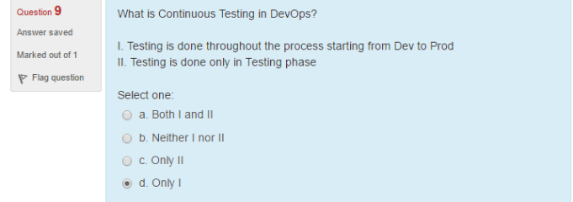 Question 9
Answer saved
Marked out of 1
Flag question
What is Continuous Testing in DevOps?
I. Testing is done throughout the process starting from Dev to Prod
II. Testing is done only in Testing phase
Select one:
a. Both I and II
b. Neither I nor II
c. Only II
d. Only I